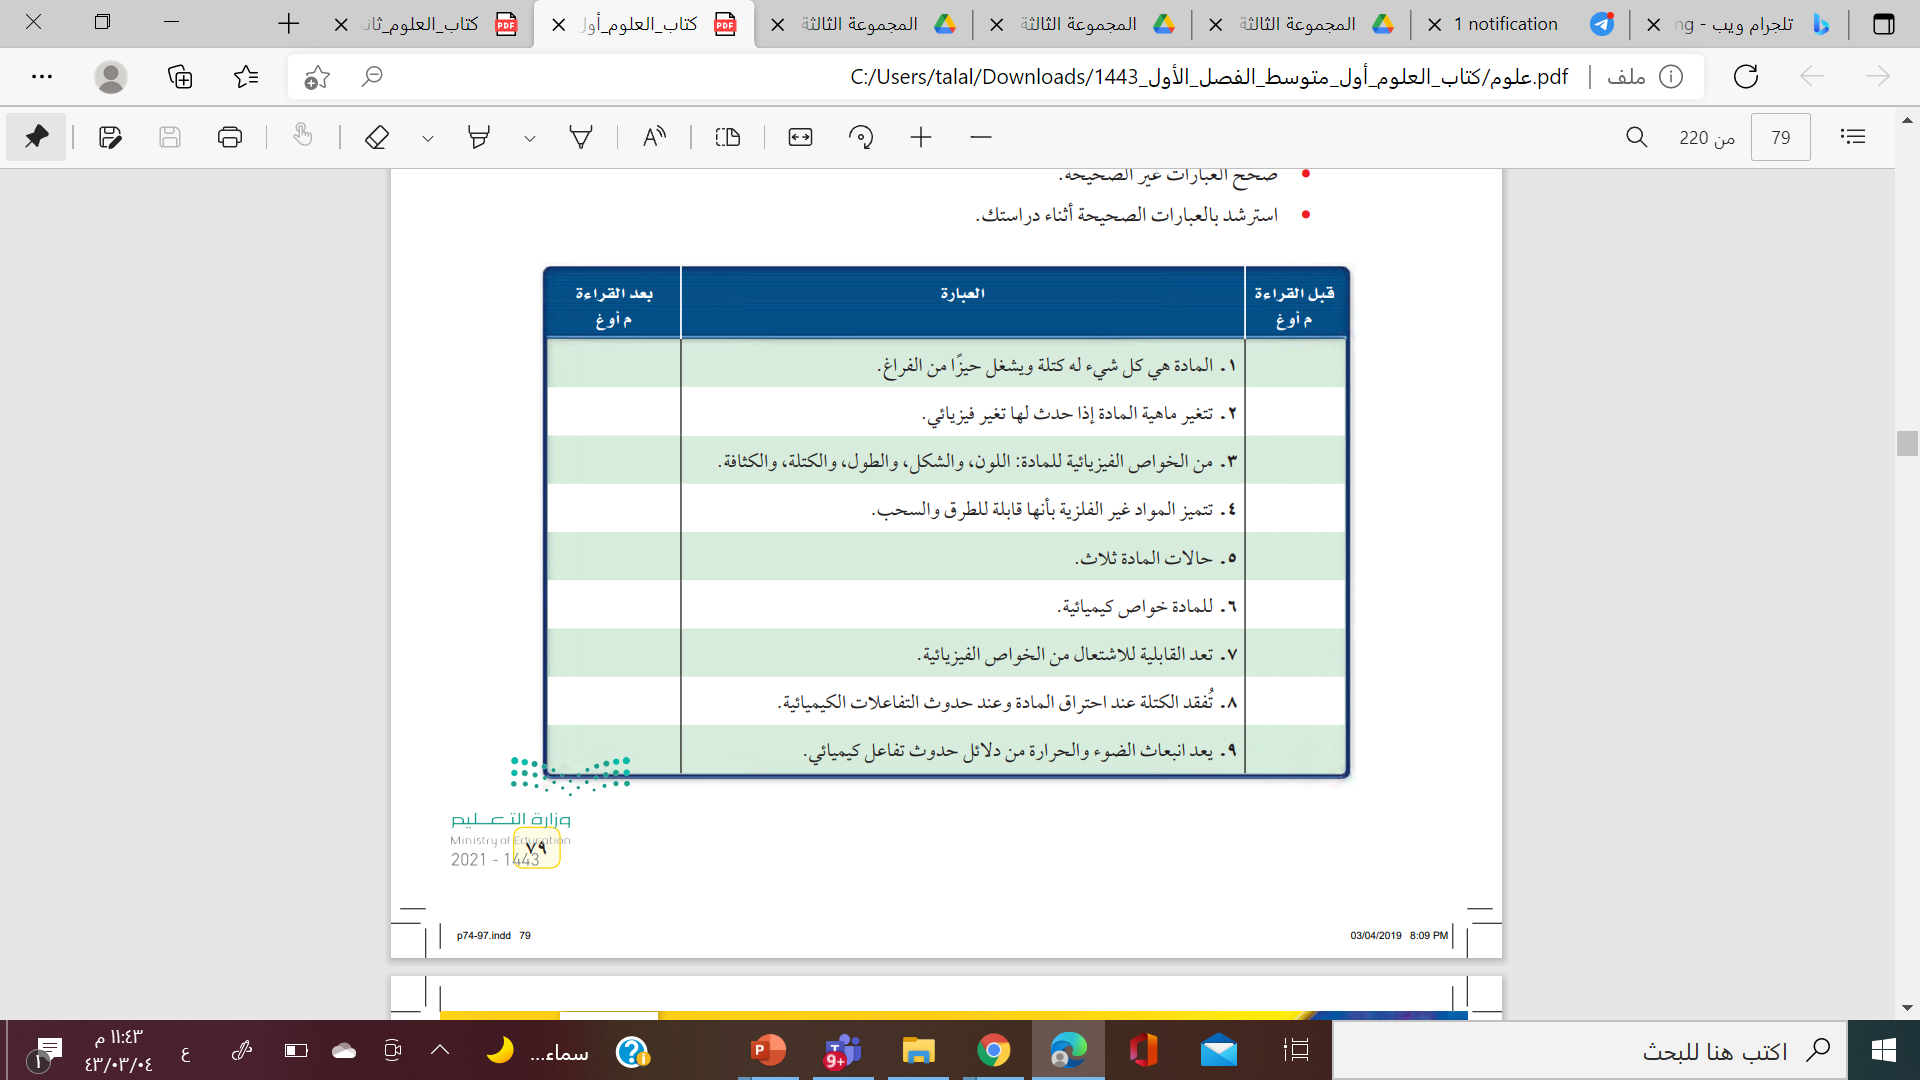 تلجرام ويب - ng
1 notification
المجموعة الثالثة
المجموعة الثالثة
المجموعة الثالثة
كتاب_العلوم_أول
كتاب_العلوم_ثانـ
ملف
C:/Users/talal/Downloads/علوم/كتاب_العلوم_أول_متوسط_الفصل_الأول_1443.pdf
79
من 220
صحح العبارات غير الصحيحة.
استرشد بالعبارات الصحيحة أثناء دراستك.
قبل القراءة م أو غ
العبارة
بعد القراءة م أو غ
١. المادة هي كل شيء له كتلة ويشغل حيزًا من الفراغ.
٢. تتغير ماهية المادة إذا حدث لها تغير فيزيائي.
٣. من الخواص الفيزيائية للمادة: اللون، والشكل، والطول، والكتلة، والكثافة.
٤. تتميز المواد غير الفلزية بأنها قابلة للطرق والسحب.
٥. حالات المادة ثلاث.
٦. للمادة خواص كيميائية.
٧. تعد القابلية للاشتعال من الخواص الفيزيائية.
٨. تُفقد الكتلة عند احتراق المادة وعند حدوث التفاعلات الكيميائية.
٩. يعد انبعاث الضوء والحرارة من دلائل حدوث تفاعل كيميائي.
وزارة التعليم
Ministry of Education
2021 - 1443
٧٩
p74-97.indd 79
03/04/2019 8:09 PM
اكتب هنا للبحث
9+
سماء...
ع
١١:٤٣ م
٤٣/٠٣/٠٤
١